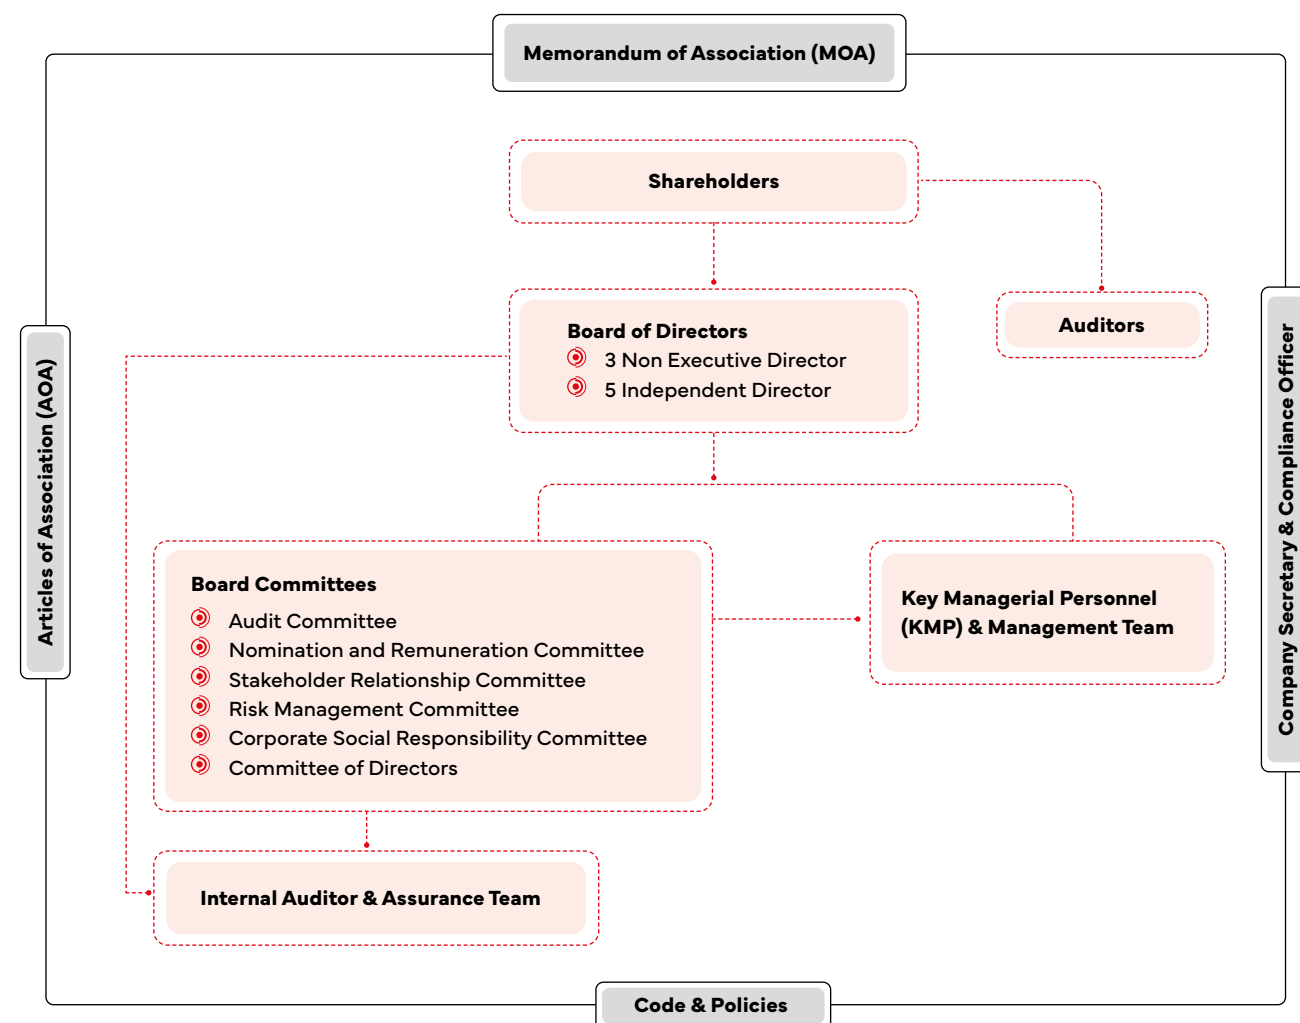 Memorandum of Association (MOA)
Shareholders
Auditors
Board of Directors
3 Non Executive Director
5 Independent Director
Articles of Association (AOA)
Company Secretary & Compliance Officer
Board Committees
Audit Committee
Nomination and Remuneration Committee
Stakeholder Relationship Committee
Risk Management Committee
Corporate Social Responsibility Committee
Committee of Directors
Key Managerial Personnel
(KMP) & Management Team
Internal Auditor & Assurance Team
Code & Policies